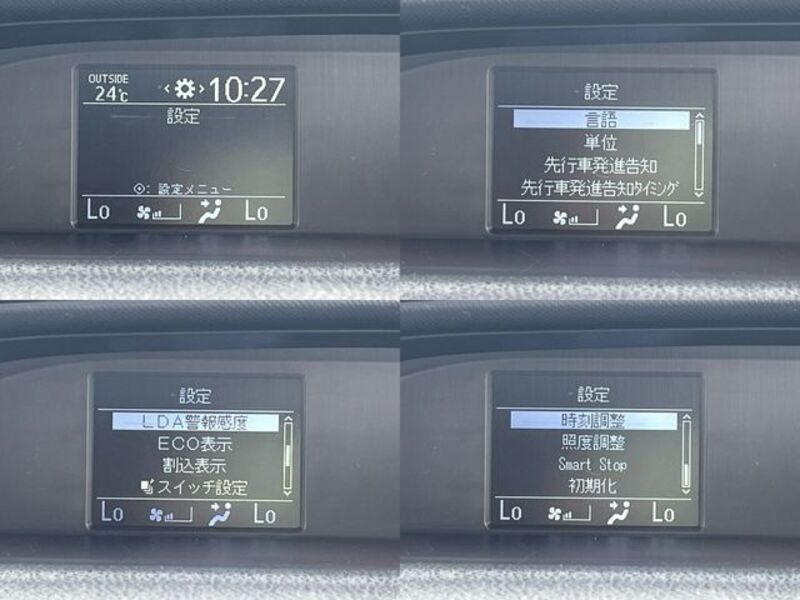 OUTSIDE
24℃
10:27
設定
: 設定メニュー
Lo Lo
設定
言語
単位
先行車発進告知
先行車発進告知タイミング
Lo Lo
設定
LDA警報感度
ECO表示
割込表示
スイッチ設定
Lo Lo
設定
時刻調整
照度調整
Smart Stop
初期化
Lo Lo